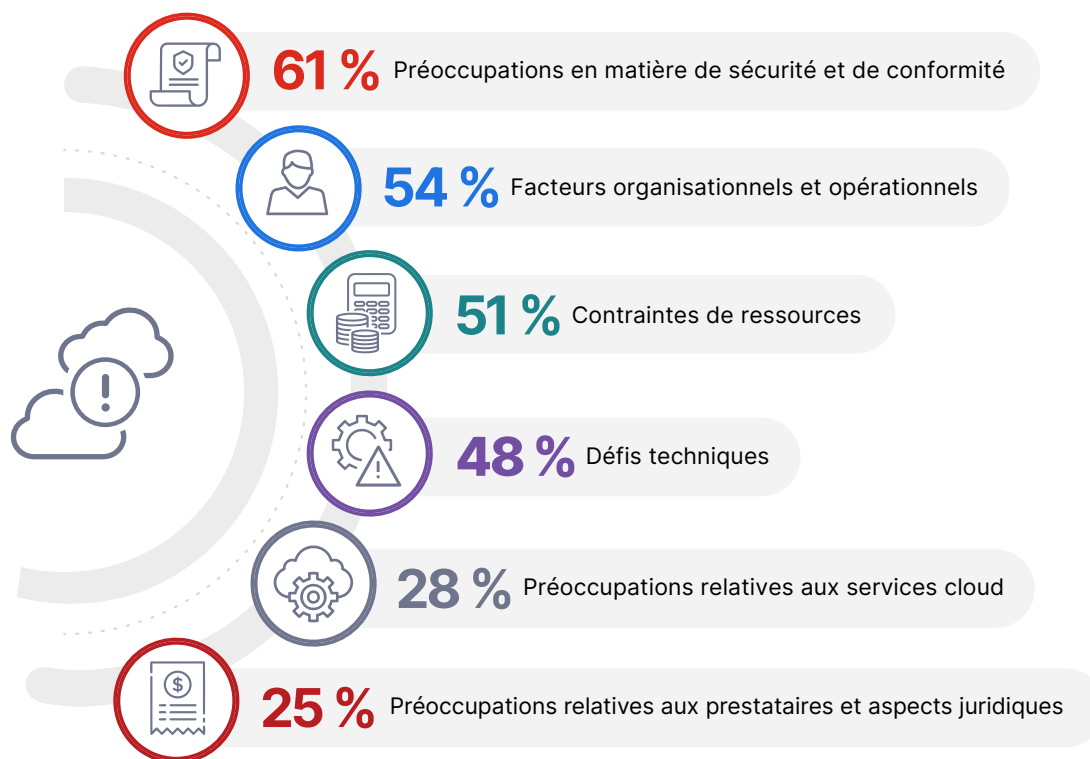 61 % Préoccupations en matière de sécurité et de conformité
54 % Facteurs organisationnels et opérationnels
51 % Contraintes de ressources
48 % Défis techniques
28 % Préoccupations relatives aux services cloud
25 % Préoccupations relatives aux prestataires et aspects juridiques